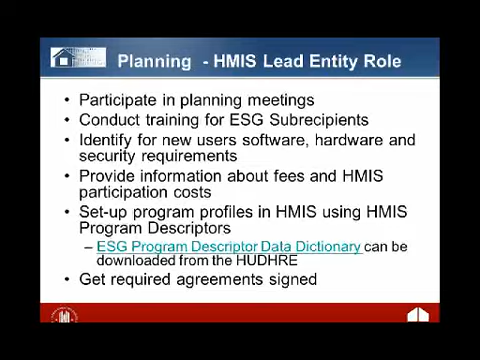 Planning - HMIS Lead Entity Role
• Participate in planning meetings
• Conduct training for ESG Subrecipients
• Identify for new users software, hardware and
security requirements
• Provide information about fees and HMIS
participation costs
• Set-up program profiles in HMIS using HMIS
Program Descriptors
– ESG Program Descriptor Data Dictionary can be
downloaded from the HUDHRE
• Get required agreements signed